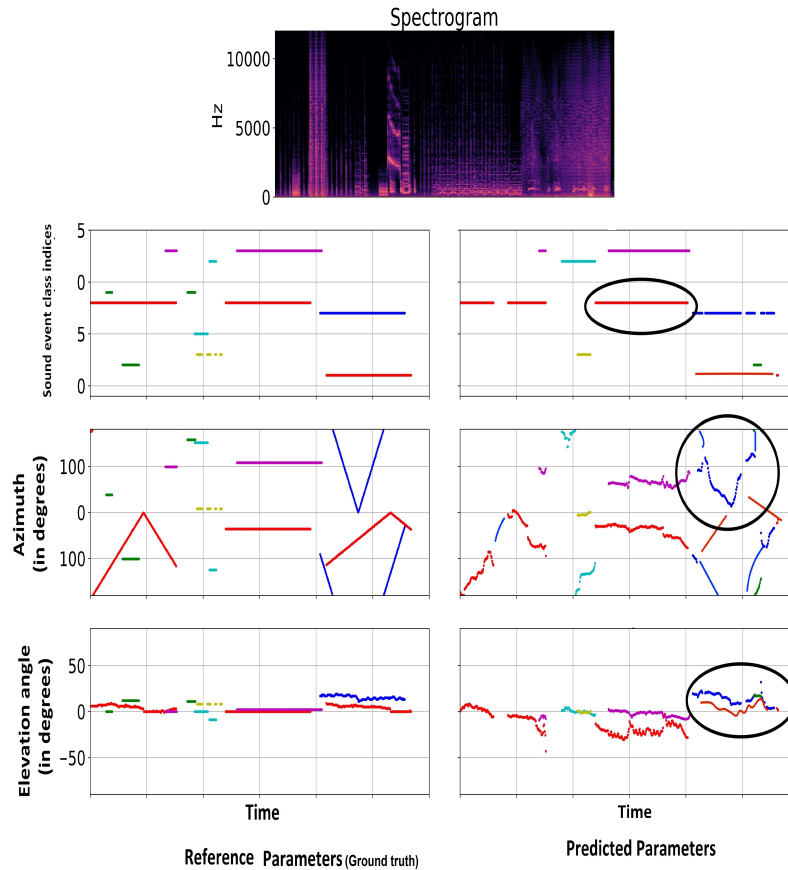 Spectrogram
Hz
10000
5000
0
Sound event class indices
5
0
5
0
Azimuth
(in degrees)
100
0
100
Elevation angle
(in degrees)
50
0
−50
Time
Time
Reference Parameters (Ground truth)
Predicted Parameters